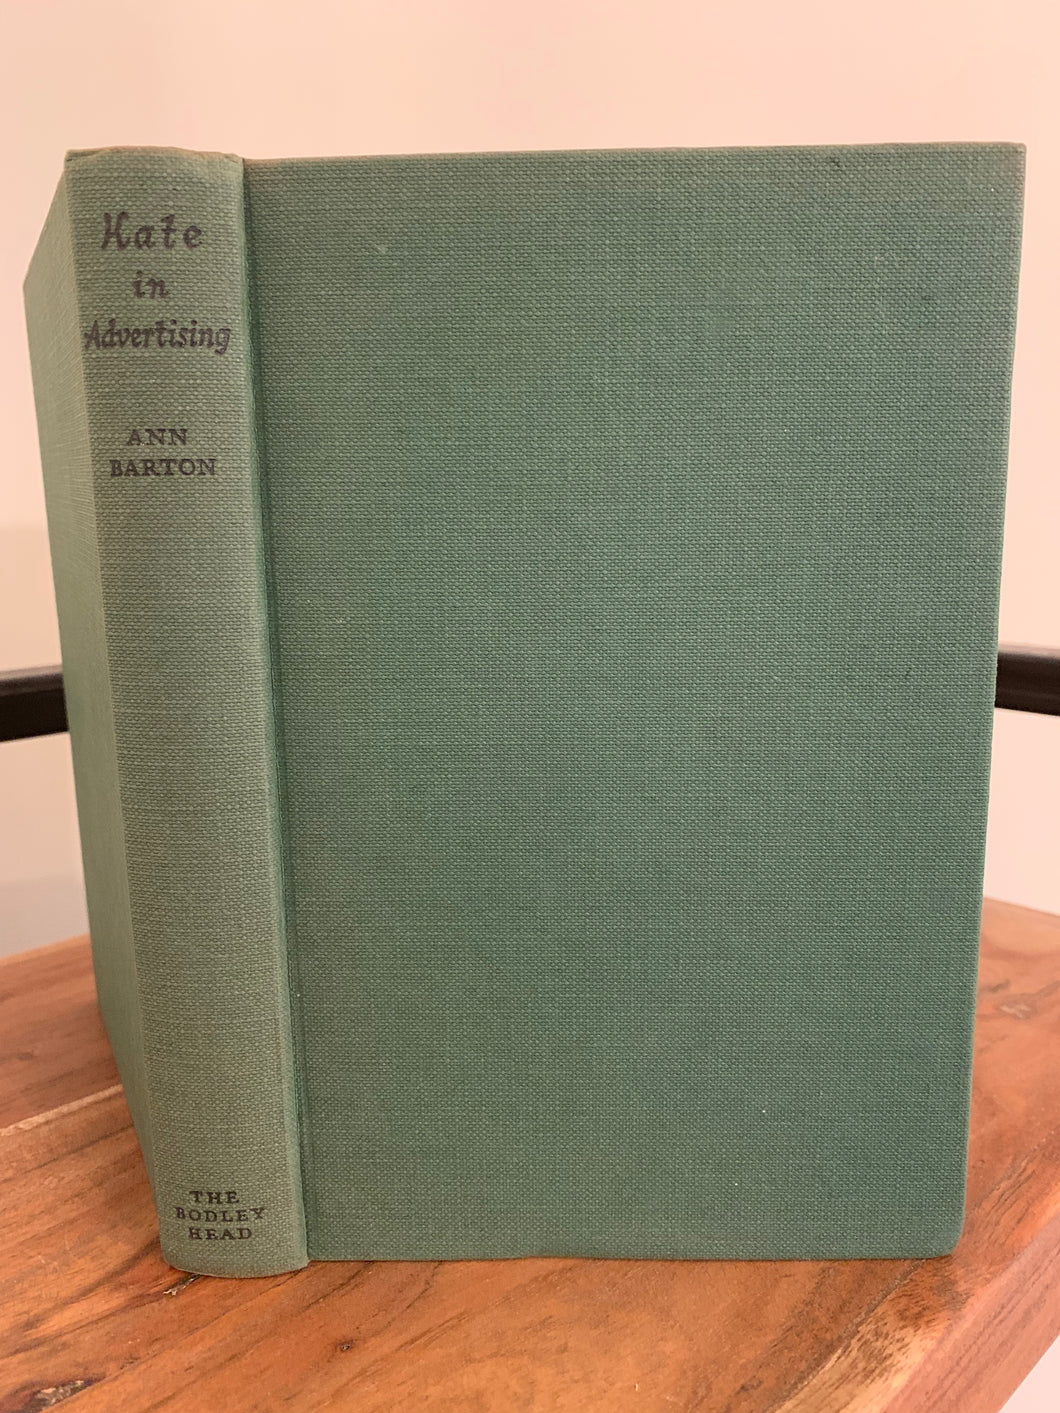 Kate
in
Advertising
ANN
BARTON
THE
BODLEY
HEAD